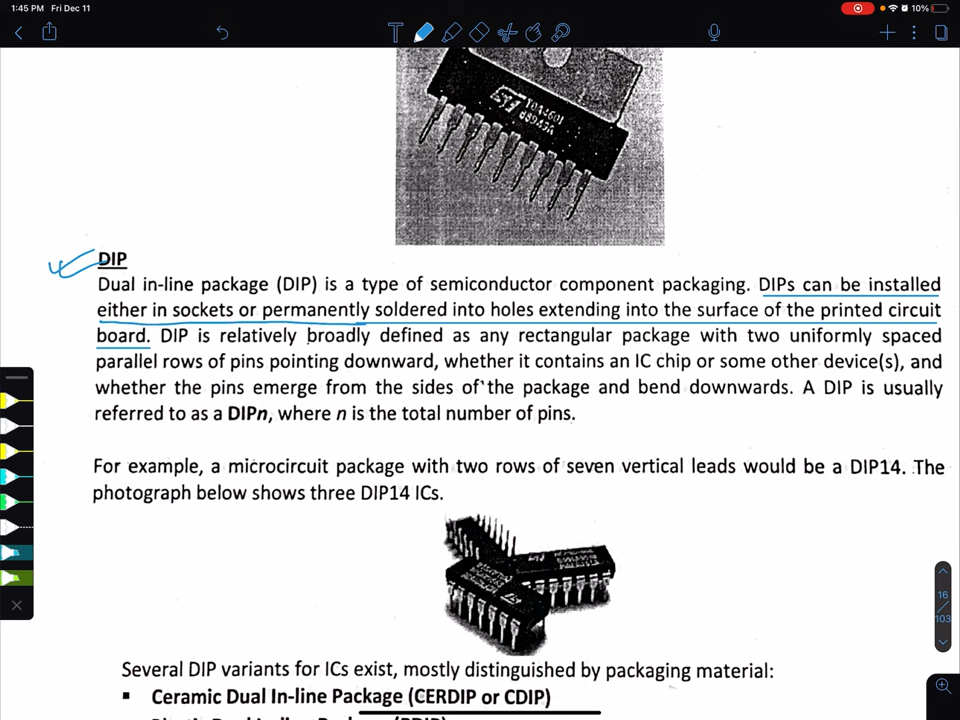 1:45 PM Fri Dec 11
10%
T
TDA4601
DIP
Dual in-line package (DIP) is a type of semiconductor component packaging. DIPs can be installed
either in sockets or permanently soldered into holes extending into the surface of the printed circuit
board. DIP is relatively broadly defined as any rectangular package with two uniformly spaced
parallel rows of pins pointing downward, whether it contains an IC chip or some other device(s), and
whether the pins emerge from the sides of the package and bend downwards. A DIP is usually
referred to as a DIPn, where n is the total number of pins.
For example, a microcircuit package with two rows of seven vertical leads would be a DIP14. The
photograph below shows three DIP14 ICs.
16
103
Several DIP variants for ICs exist, mostly distinguished by packaging material:
▪ Ceramic Dual In-line Package (CERDIP or CDIP)